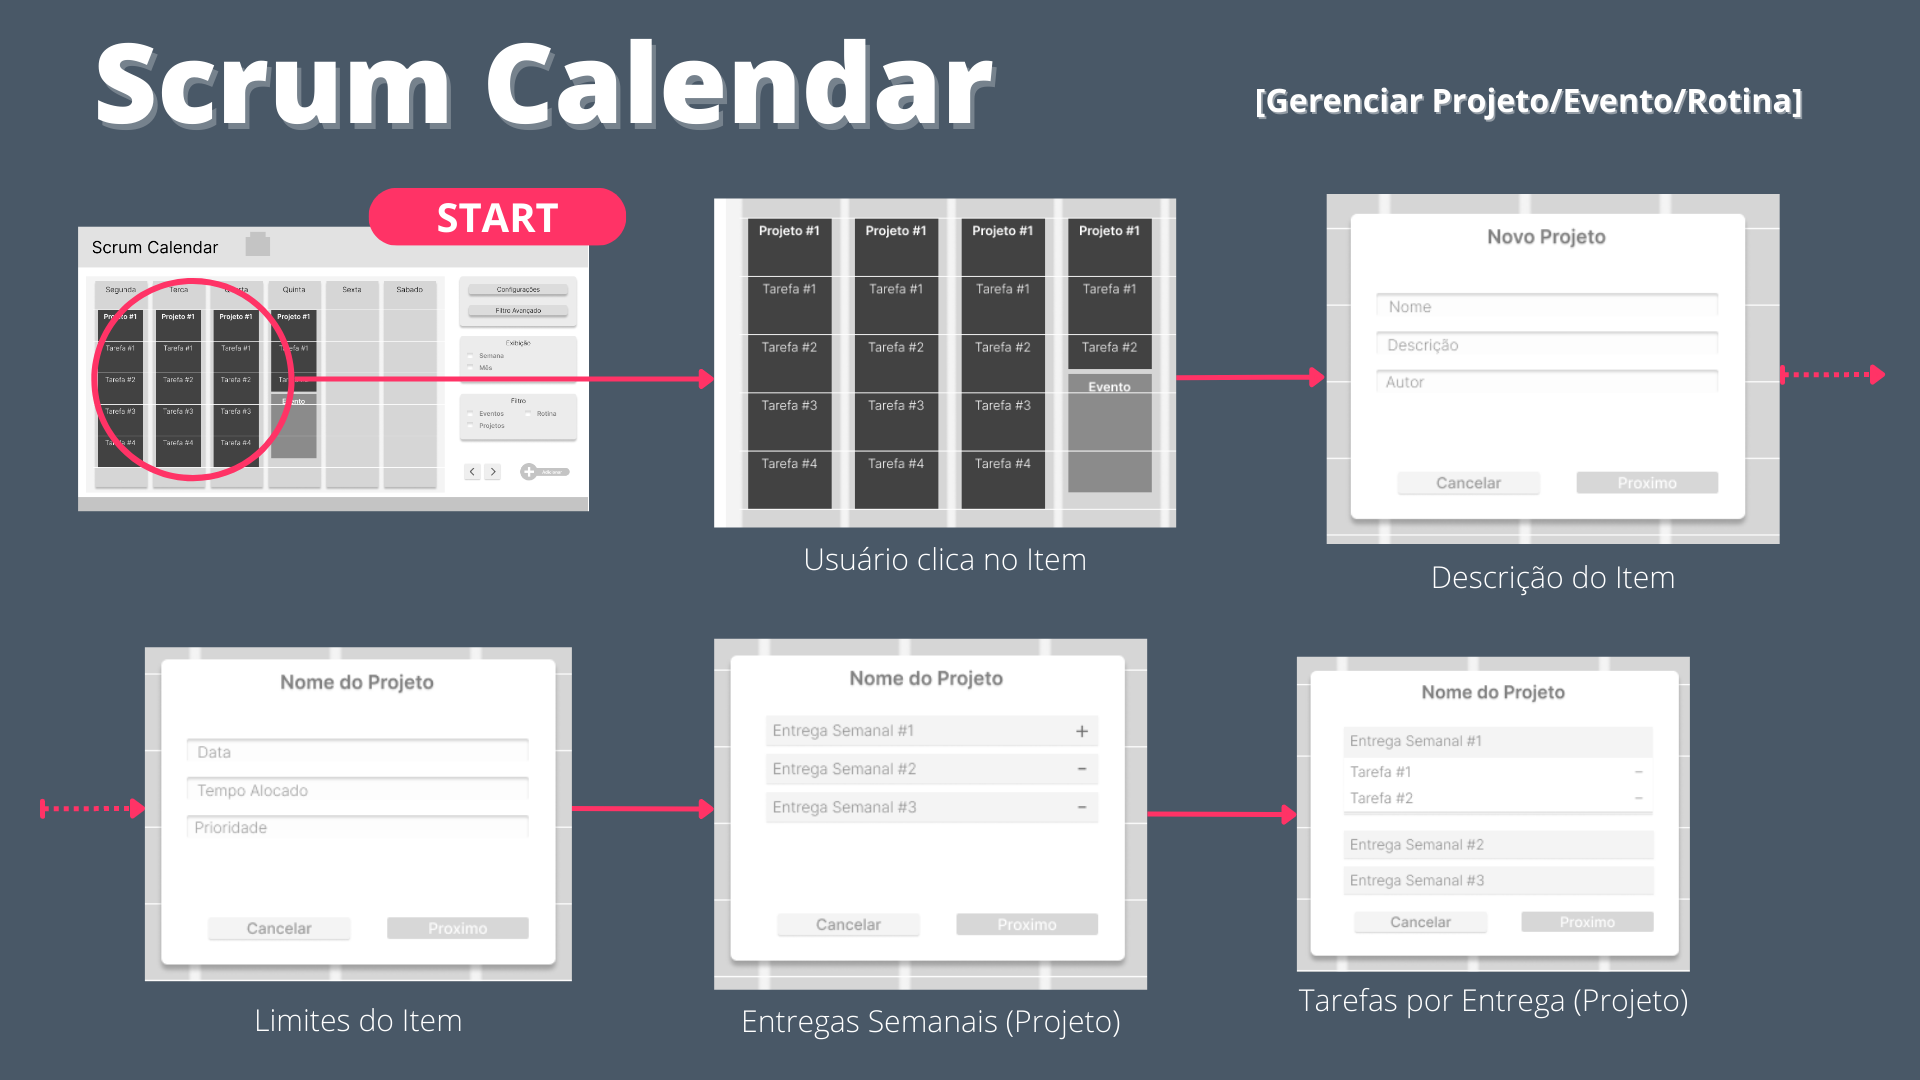 Scrum Calendar
[Gerenciar Projeto/Evento/Rotina]
START
Scrum Calendar
Segunda Terca Quinta Sexta Sabado
Projeto #1 Projeto #1 Projeto #1 Projeto #1
Tarefa #1 Tarefa #1 Tarefa #1 Tarefa #1
Tarefa #2 Tarefa #2 Tarefa #2
Evento
Tarefa #3 Tarefa #3 Tarefa #3
Tarefa #4 Tarefa #4 Tarefa #4
Configurações
Filtro Avançado
Exibição
Semana
Mês
Filtro
Eventos Rotina
Projetos
Projeto #1 Projeto #1 Projeto #1 Projeto #1
Tarefa #1 Tarefa #1 Tarefa #1 Tarefa #1
Tarefa #2 Tarefa #2 Tarefa #2 Tarefa #2
Evento
Tarefa #3 Tarefa #3 Tarefa #3
Tarefa #4 Tarefa #4 Tarefa #4
Usuário clica no Item
Novo Projeto
Nome
Descrição
Autor
Cancelar Proximo
Descrição do Item
Nome do Projeto
Data
Tempo Alocado
Prioridade
Cancelar Proximo
Limites do Item
Nome do Projeto
Entrega Semanal #1 +
Entrega Semanal #2 -
Entrega Semanal #3 -
Cancelar Proximo
Entregas Semanais (Projeto)
Nome do Projeto
Entrega Semanal #1
Tarefa #1 -
Tarefa #2 -
Entrega Semanal #2
Entrega Semanal #3
Cancelar Proximo
Tarefas por Entrega (Projeto)